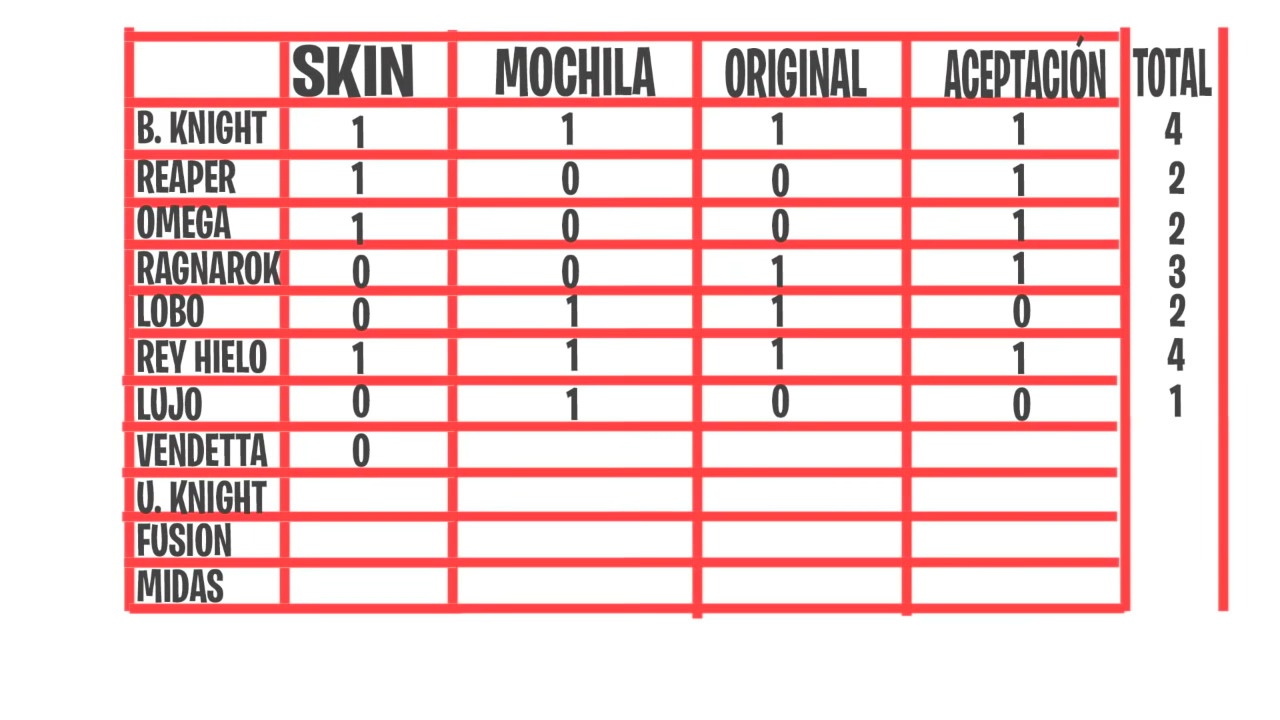 SKIN MOCHILA ORIGINAL ACEPTACIÓN TOTAL
B. KNIGHT 1 1 1 1 4
REAPER 1 0 0 1 2
OMEGA 1 0 0 1 2
RAGNAROK 0 0 1 1 3
LOBO 0 1 1 0 2
REY HIELO 1 1 1 1 4
LUJO 0 1 0 0 1
VENDETTA 0
U. KNIGHT
FUSION
MIDAS